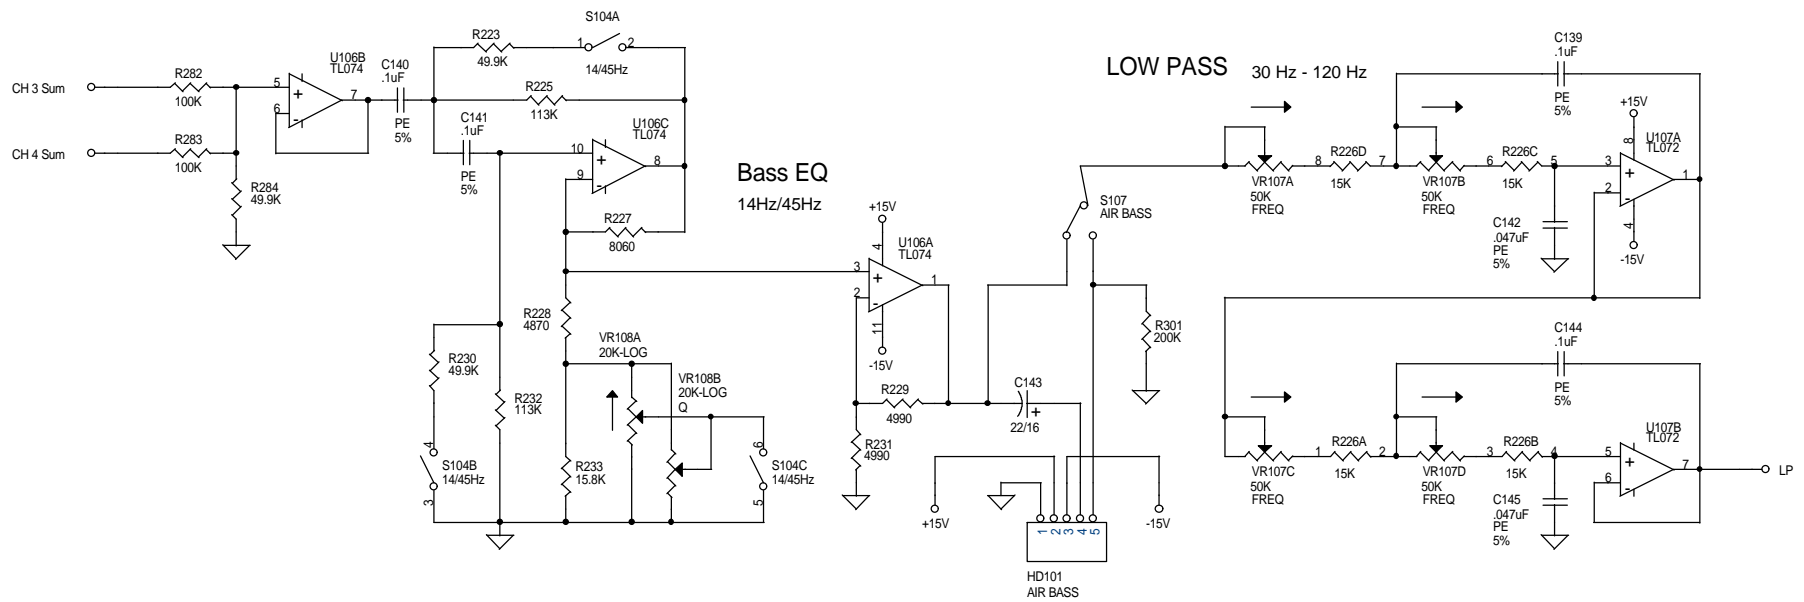 S104A
R223
49.9K
1
2
14/45Hz
U106B
TL074
C140
.1uF
PE
5%
CH 3 Sum
R282
100K
5
6
7
+
-
CH 4 Sum
R283
100K
R284
49.9K
R225
113K
C141
.1uF
PE
5%
U106C
TL074
10
9
8
+
-
R227
8060
Bass EQ
14Hz/45Hz
R228
4870
VR108A
20K-LOG
VR108B
20K-LOG
Q
R230
49.9K
R232
113K
R233
15.8K
4
S104B
14/45Hz
3
6
S104C
14/45Hz
5
+15V
4
U106A
TL074
3
2
1
+
-
11
-15V
R229
4990
R231
4990
C143
+
22/16
S107
AIR BASS
R301
200K
+15V
-15V
1
2
3
4
5
HD101
AIR BASS
LOW PASS
30 Hz - 120 Hz
C139
.1uF
PE
5%
VR107A
50K
FREQ
8
R226D
15K
7
VR107B
50K
FREQ
6
R226C
15K
5
C142
.047uF
PE
5%
+15V
8
U107A
TL072
3
2
1
+
-
4
-15V
C144
.1uF
PE
5%
VR107C
50K
FREQ
1
R226A
15K
2
VR107D
50K
FREQ
3
R226B
15K
4
C145
.047uF
PE
5%
U107B
TL072
5
6
7
+
-
LP